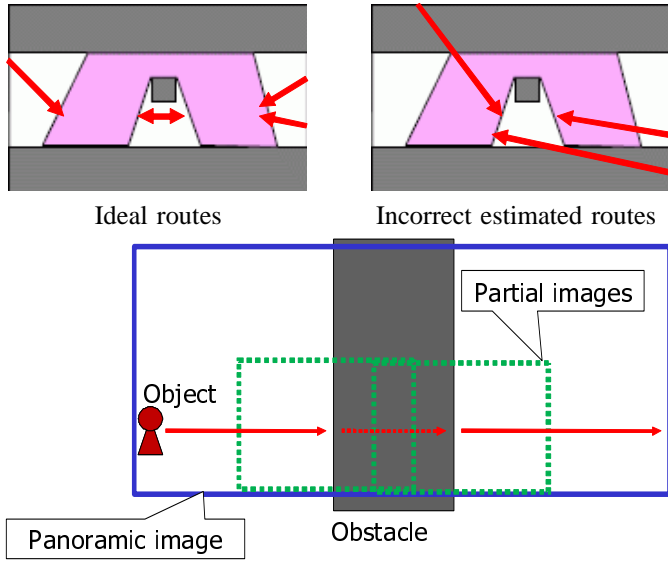 Ideal routes
Incorrect estimated routes
Partial images
Object
Panoramic image
Obstacle